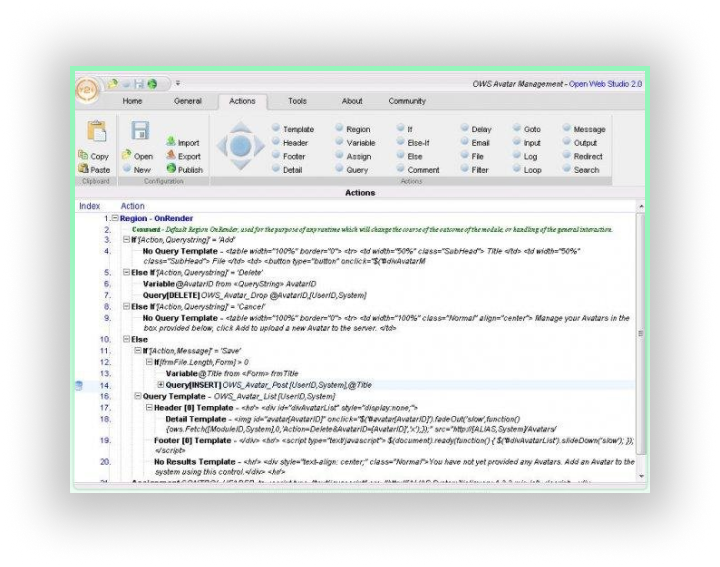 OWS Avatar Management - Open Web Studio 2.0
Home General Actions Tools About Community
Template Region If Delay Goto Message
Import Header Variable Else-If Email Input Output
Copy Open Export Footer Assign Else File Log Redirect
Paste New Publish Detail Query Comment Filter Loop Search
Clipboard Configuration Actions
Actions
Index Action
1. Region - OnRender
2. Comment - Default Region OnRender, used for the purpose of any runtime which will change the course of the outcome of the module, or handling of the general interaction.
3. If '[Action,Querystring]' = 'Add'
4. No Query Template - <table width="100%" border="0"> <tr> <td width="50%" class="SubHead"> Title </td> <td width="50%"
class="SubHead"> File </td> <td> <button type="button" onclick="$('#divAvatarM
5. Else If '[Action,Querystring]' = 'Delete'
6. Variable @AvatarID from <QueryString> AvatarID
7. Query[DELETE] OWS_Avatar_Drop @AvatarID,[UserID,System]
8. Else If '[Action,Querystring]' = 'Cancel'
9. No Query Template - <table width="100%" border="0"> <tr> <td width="100%" class="Normal" align="center"> Manage your Avatars in the
box provided below, click Add to upload a new Avatar to the server. </td>
10. Else
11. If '[Action,Message]' = 'Save'
12. If [frmFile.Length,Form] > 0
13. Variable @Title from <Form> frmTitle
14. Query[INSERT] OWS_Avatar_Post [UserID,System],@Title
16. Query Template - OWS_Avatar_List [UserID,System]
17. Header [0] Template - <hr/> <div id="divAvatarList" style="display:none;">
18. Detail Template - <img id="avatar[AvatarID]" onclick="$('#avatar[AvatarID]').fadeOut('slow',function()
{ows.Fetch([ModuleID,System],0,'Action=Delete&AvatarID=[AvatarID]','x');});" src="http://[ALIAS,System]/Avatars/
19. Footer [0] Template - </div> <hr/> <script type="text/javascript"> $(document).ready(function() { $('#divAvatarList').slideDown('slow'); });
</script>
20. No Results Template - <hr/> <div style="text-align: center;" class="Normal">You have not yet provided any Avatars. Add an Avatar to the
system using this control.</div> <hr/>